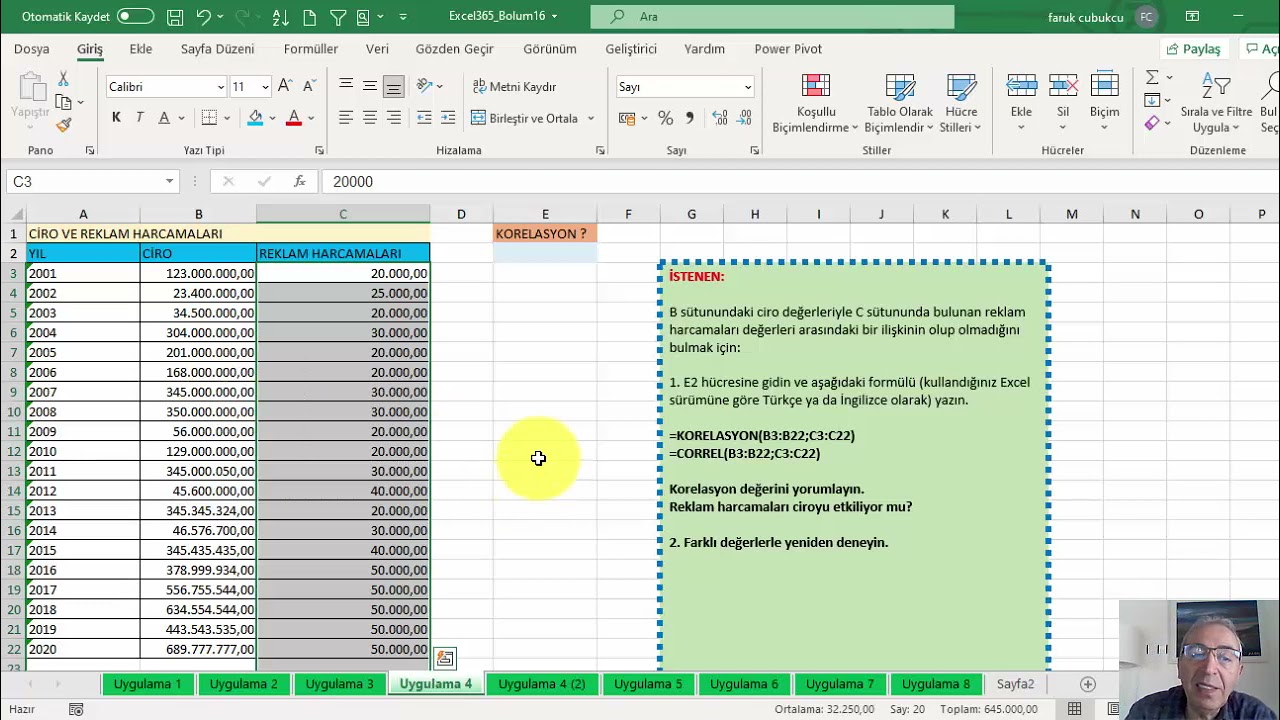 Otomatik Kaydet
Excel365_Bolum16
Ara
faruk cubukcu
FC
Dosya Giriş Ekle Sayfa Düzeni Formüller Veri Gözden Geçir Görünüm Geliştirici Yardım Power Pivot Paylaş
Yapıştır
Calibri 11
K T A
Metni Kaydır
Birleştir ve Ortala
Sayı
Koşullu Biçimlendirme
Tablo Olarak Biçimlendir
Hücre Stilleri
Ekle Sil Biçim
Sırala ve Filtre Uygula
Pano Yazı Tipi Hizalama Sayı Stiller Hücreler Düzenleme
C3 fx 20000
A B C D E F G H I J K L M N O P
1 CİRO VE REKLAM HARCAMALARI KORELASYON ?
2 YIL CİRO REKLAM HARCAMALARI
3 2001 123.000.000,00 20.000,00
4 2002 23.400.000,00 25.000,00
5 2003 34.500.000,00 20.000,00
6 2004 304.000.000,00 30.000,00
7 2005 201.000.000,00 20.000,00
8 2006 168.000.000,00 20.000,00
9 2007 345.000.000,00 30.000,00
10 2008 350.000.000,00 30.000,00
11 2009 56.000.000,00 20.000,00
12 2010 129.000.000,00 20.000,00
13 2011 345.000.050,00 30.000,00
14 2012 45.600.000,00 40.000,00
15 2013 345.345.324,00 20.000,00
16 2014 46.576.700,00 30.000,00
17 2015 345.435.435,00 40.000,00
18 2016 378.999.934,00 50.000,00
19 2017 556.755.544,00 50.000,00
20 2018 634.554.544,00 50.000,00
21 2019 443.543.535,00 50.000,00
22 2020 689.777.777,00 50.000,00
23
İSTENEN:
B sütunundaki ciro değerleriyle C sütununda bulunan reklam
harcamaları değerleri arasındaki bir ilişkinin olup olmadığını
bulmak için:
1. E2 hücresine gidin ve aşağıdaki formülü (kullandığınız Excel
sürümüne göre Türkçe ya da İngilizce olarak) yazın.
=KORELASYON(B3:B22;C3:C22)
=CORREL(B3:B22;C3:C22)
Korelasyon değerini yorumlayın.
Reklam harcamaları ciroyu etkiliyor mu?
2. Farklı değerlerle yeniden deneyin.
Uygulama 1 Uygulama 2 Uygulama 3 Uygulama 4 Uygulama 4 (2) Uygulama 5 Uygulama 6 Uygulama 7 Uygulama 8 Sayfa2
Hazır Ortalama: 32.250,00 Say: 20 Toplam: 645.000,00